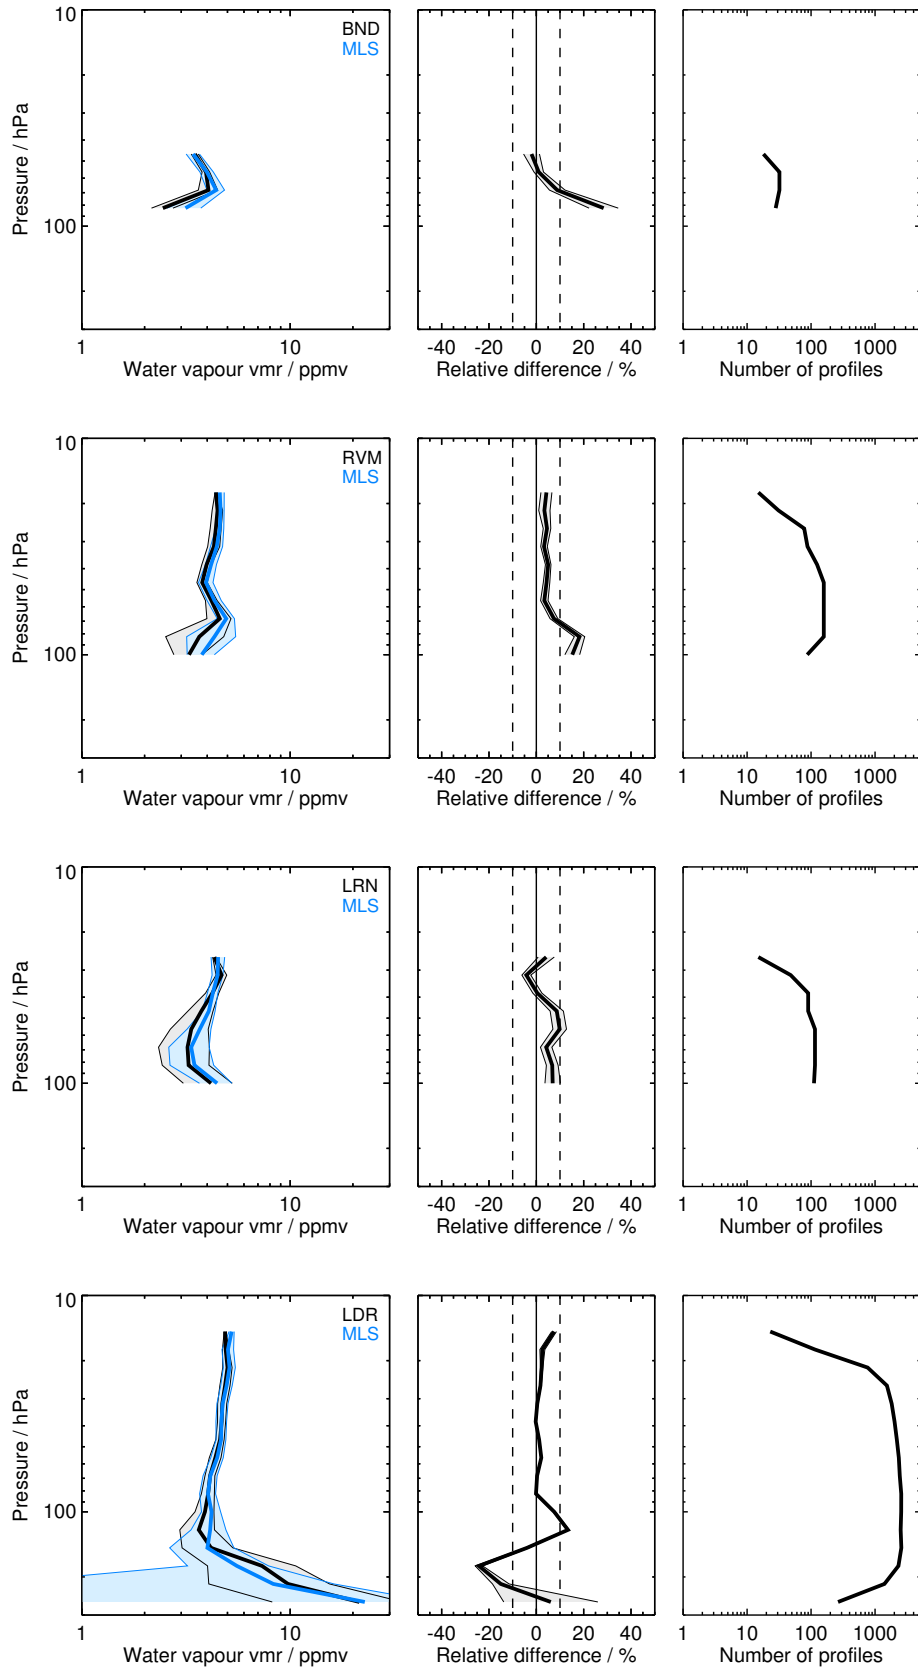 10
100
Pressure / hPa
BND
MLS
1 10
Water vapour vmr / ppmv
-40 -20 0 20 40
Relative difference / %
1 10 100 1000
Number of profiles
10
100
Pressure / hPa
RVM
MLS
1 10
Water vapour vmr / ppmv
-40 -20 0 20 40
Relative difference / %
1 10 100 1000
Number of profiles
10
100
Pressure / hPa
LRN
MLS
1 10
Water vapour vmr / ppmv
-40 -20 0 20 40
Relative difference / %
1 10 100 1000
Number of profiles
10
100
Pressure / hPa
LDR
MLS
1 10
Water vapour vmr / ppmv
-40 -20 0 20 40
Relative difference / %
1 10 100 1000
Number of profiles